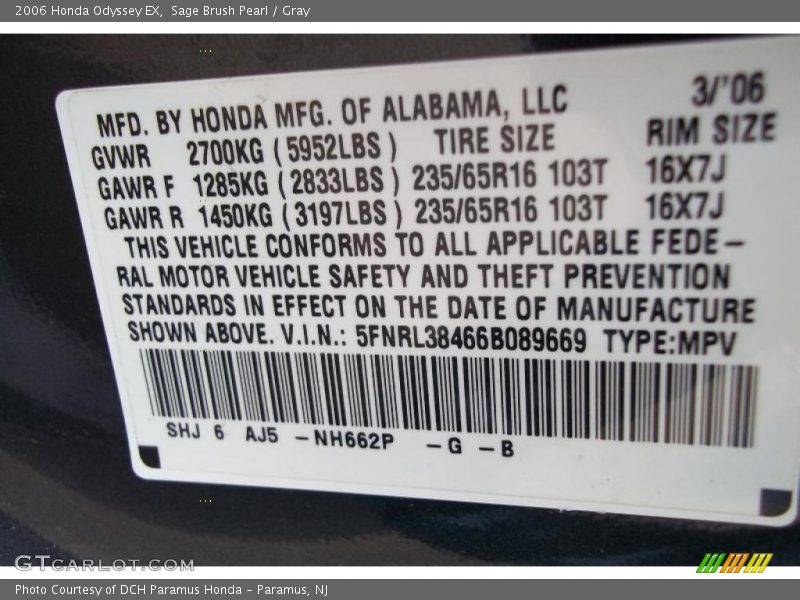 2006 Honda Odyssey EX,  Sage Brush Pearl / Gray
MFD. BY HONDA MFG. OF ALABAMA, LLC 3/'06
GVWR 2700KG (5952LBS) TIRE SIZE RIM SIZE
GAWR F 1285KG (2833LBS) 235/65R16 103T 16X7J
GAWR R 1450KG (3197LBS) 235/65R16 103T 16X7J
THIS VEHICLE CONFORMS TO ALL APPLICABLE FEDE-
RAL MOTOR VEHICLE SAFETY AND THEFT PREVENTION
STANDARDS IN EFFECT ON THE DATE OF MANUFACTURE
SHOWN ABOVE. V.I.N.: 5FNRL38466B089669 TYPE:MPV
SHJ 6 AJ5 -NH662P -G -B
GTCARLOT.COM
Photo Courtesy of DCH Paramus Honda - Paramus, NJ